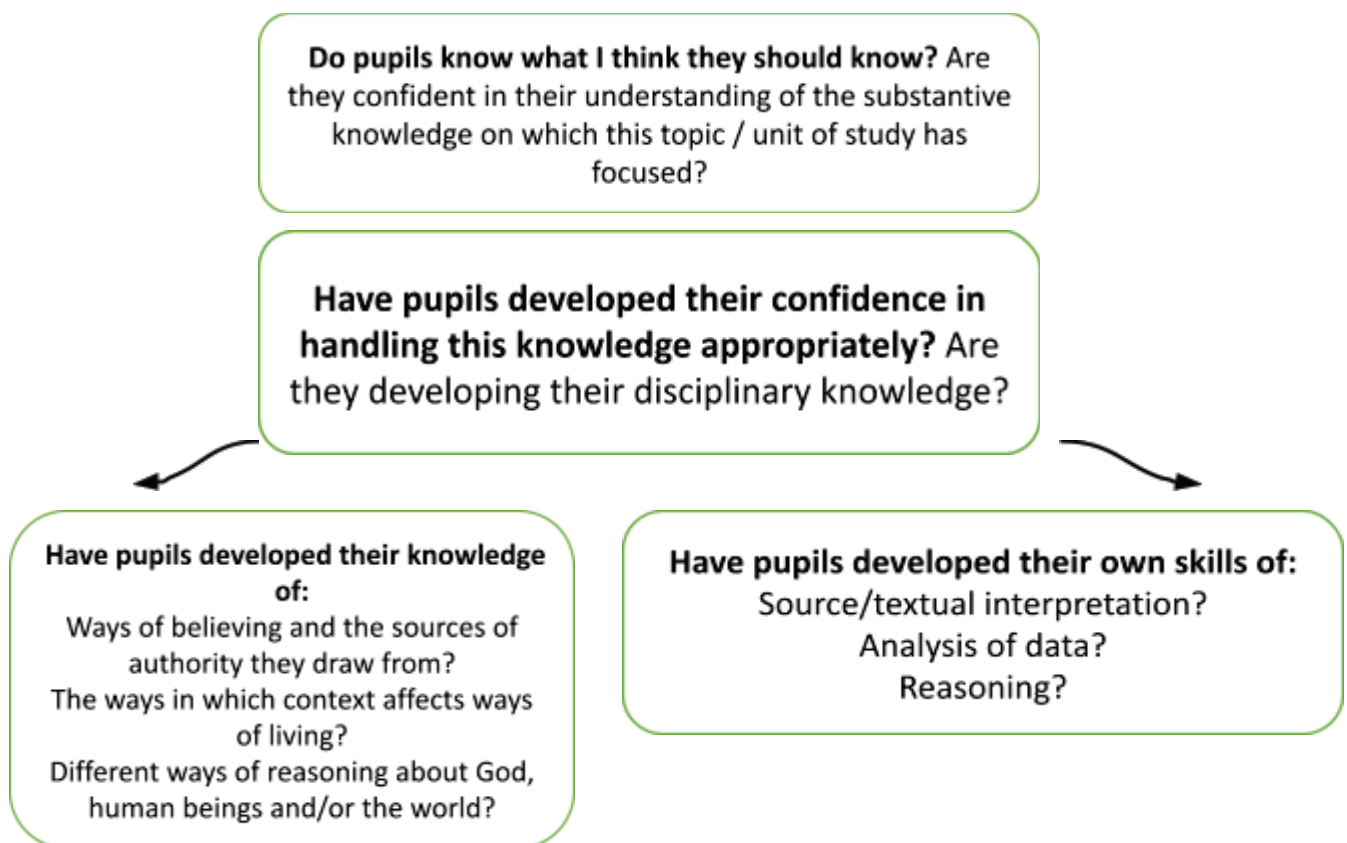 Do pupils know what I think they should know? Are
they confident in their understanding of the substantive
knowledge on which this topic / unit of study has
focused?
Have pupils developed their confidence in
handling this knowledge appropriately? Are
they developing their disciplinary knowledge?
Have pupils developed their knowledge
of:
Ways of believing and the sources of
authority they draw from?
The ways in which context affects ways
of living?
Different ways of reasoning about God,
human beings and/or the world?
Have pupils developed their own skills of:
Source/textual interpretation?
Analysis of data?
Reasoning?